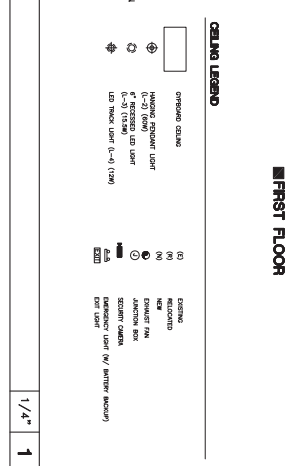 FIRST FLOOR
CEILING LEGEND
GYPBOARD CEILING
HANGING PENDANT LIGHT
(L-2) (60W)
6" RECESSED LED LIGHT
(L-3) (15.5W)
LED TRACK LIGHT (L-4) (12W)
(E) EXISTING
(R) RELOCATED
(N) NEW
EXHAUST FAN
J JUNCTION BOX
SECURITY CAMERA
EMERGENCY LIGHT (W/ BATTERY BACKUP)
EXIT EXIT LIGHT
1/4"
1